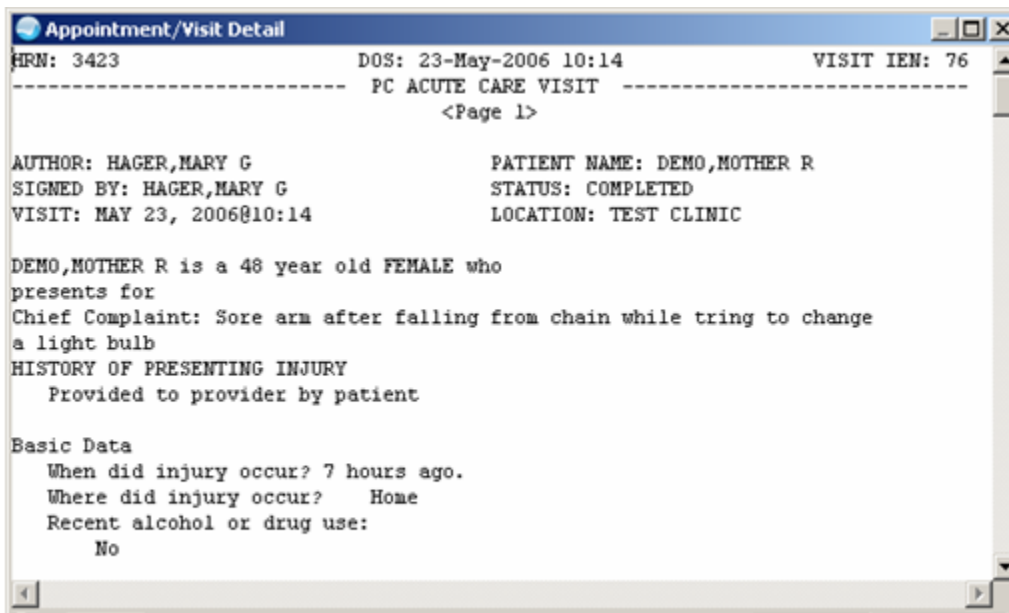 Appointment/Visit Detail
HRN: 3423 DOS: 23-May-2006 10:14 VISIT IEN: 76
---------------------------- PC ACUTE CARE VISIT -----------------------------
<Page 1>
AUTHOR: HAGER,MARY G PATIENT NAME: DEMO,MOTHER R
SIGNED BY: HAGER,MARY G STATUS: COMPLETED
VISIT: MAY 23, 2006@10:14 LOCATION: TEST CLINIC
DEMO,MOTHER R is a 48 year old FEMALE who
presents for
Chief Complaint: Sore arm after falling from chain while tring to change
a light bulb
HISTORY OF PRESENTING INJURY
Provided to provider by patient
Basic Data
When did injury occur? 7 hours ago.
Where did injury occur? Home
Recent alcohol or drug use:
No